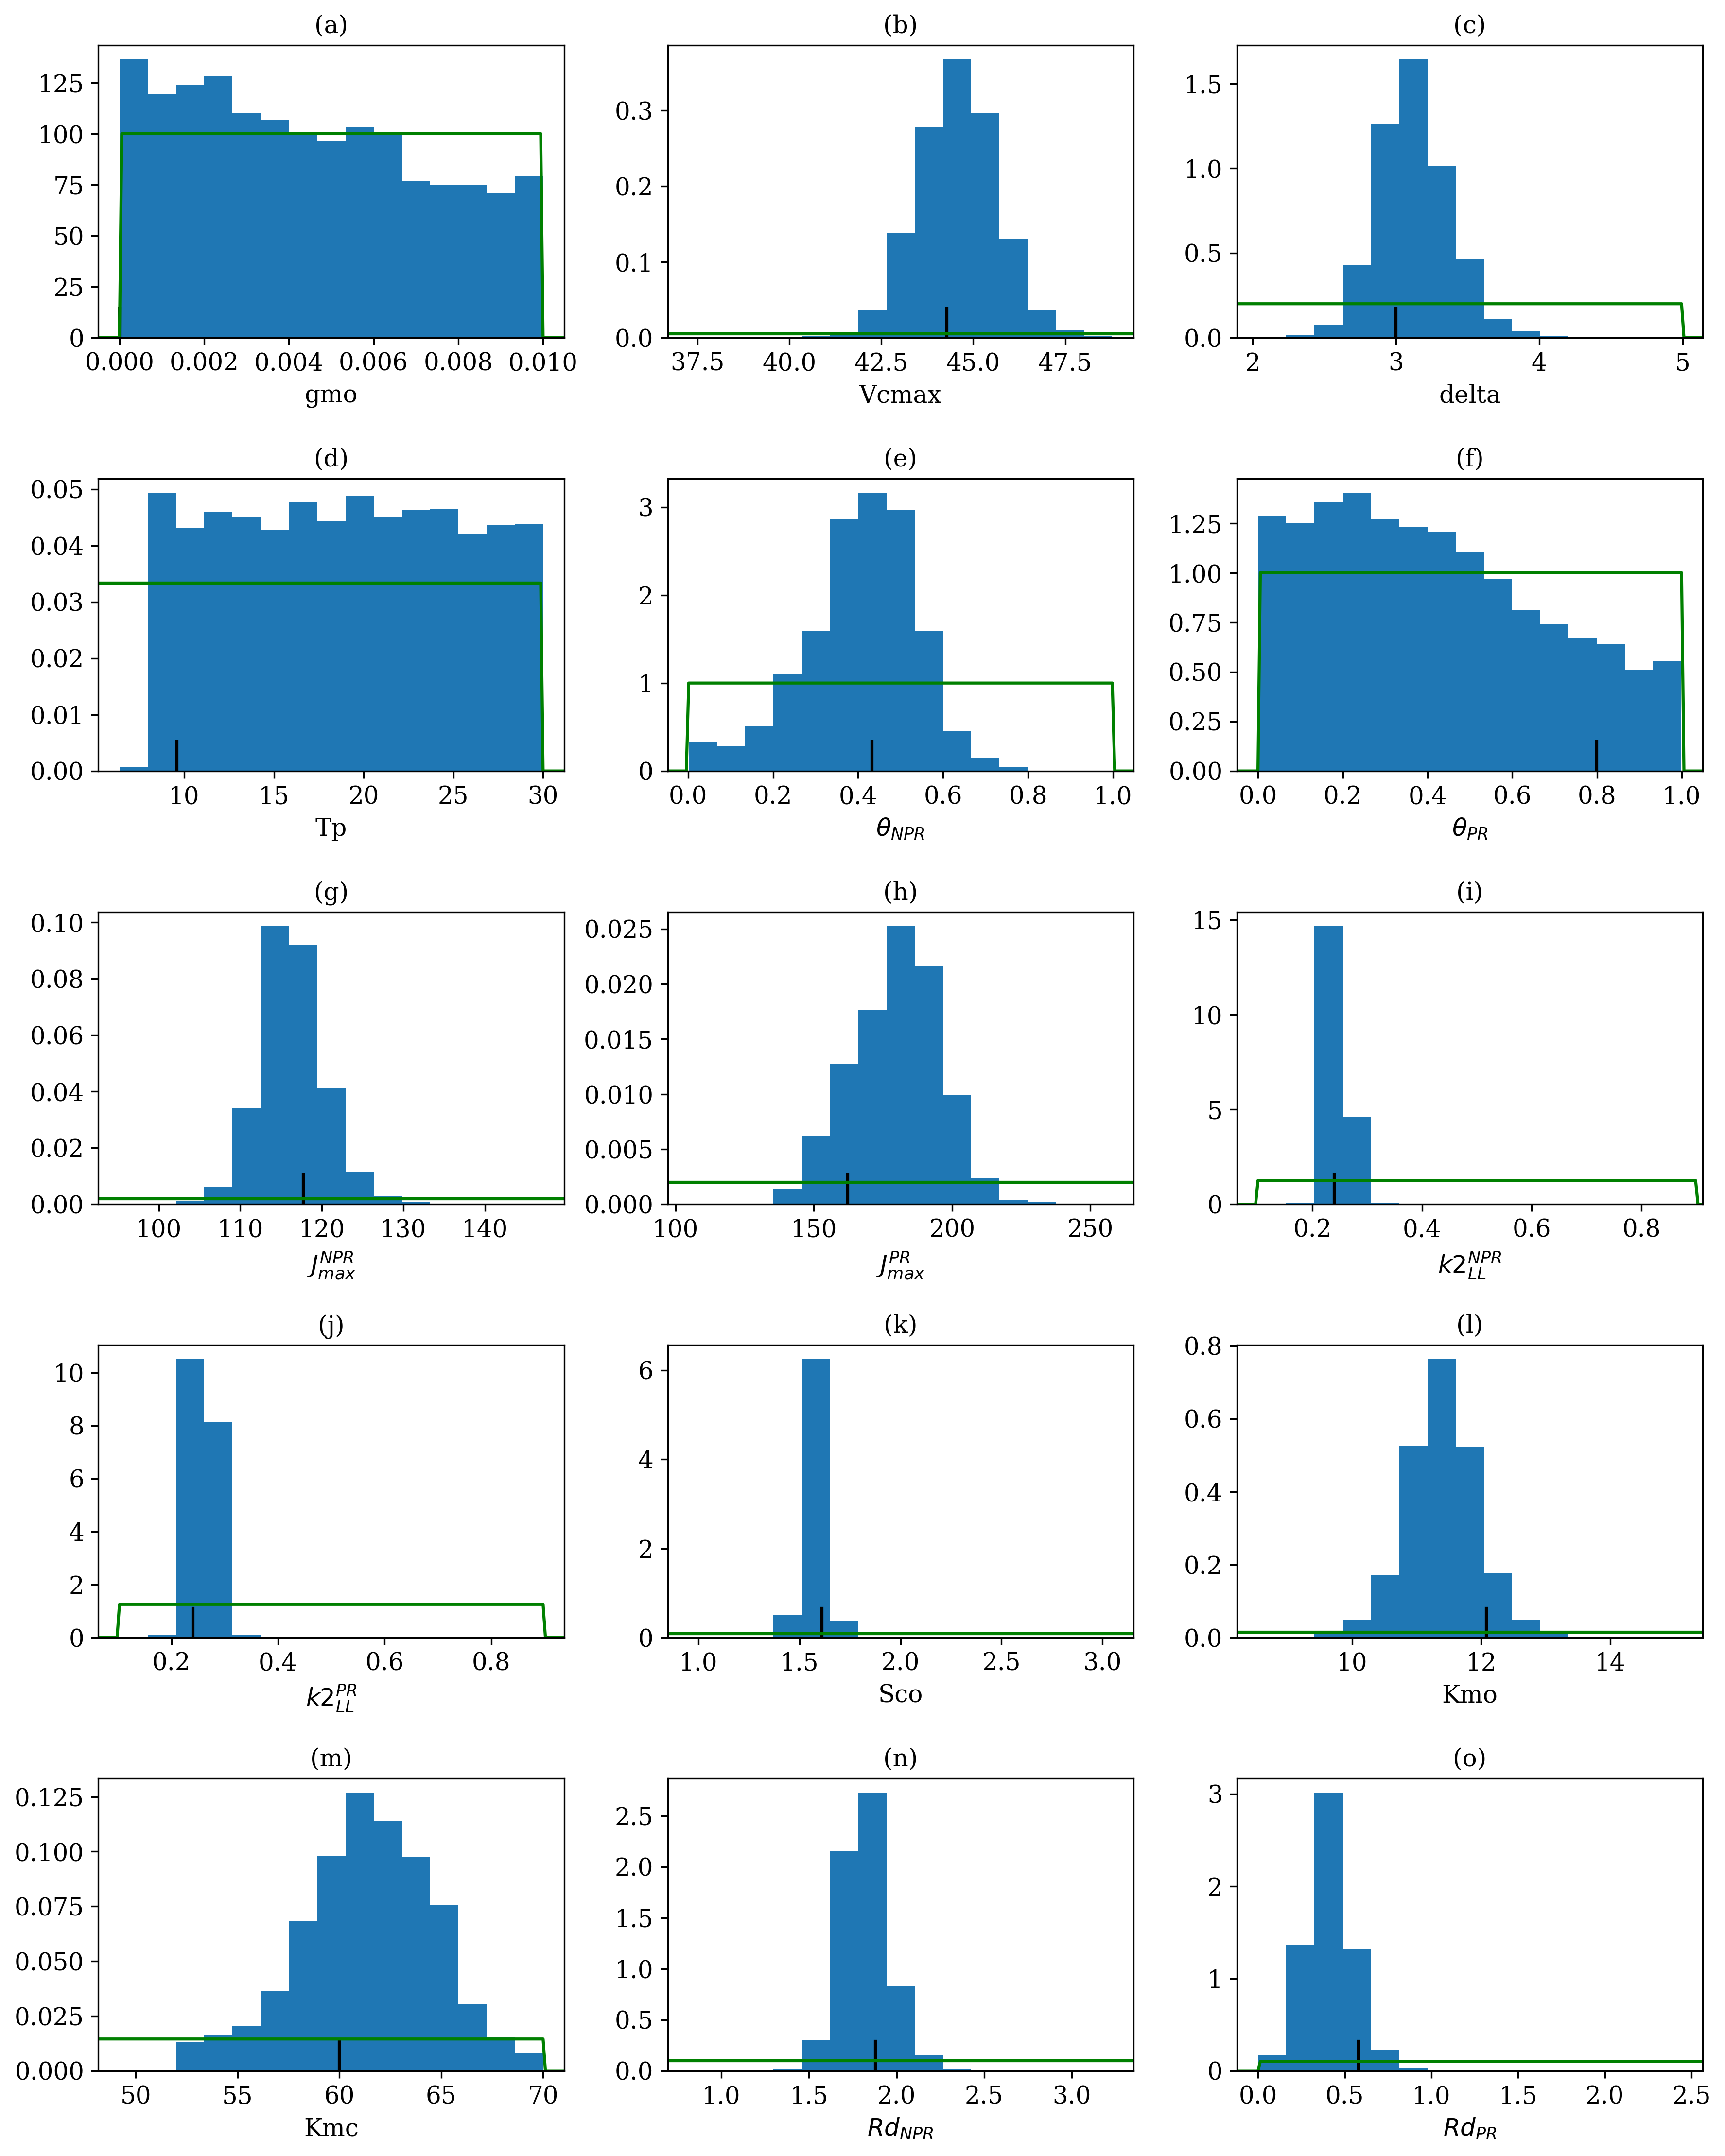 (a) (b) (c)
125 100 75 50 25 0
0.000 0.002 0.004 0.006 0.008 0.010
gmo
0.3 0.2 0.1 0.0
37.5 40.0 42.5 45.0 47.5
Vcmax
1.5 1.0 0.5 0.0
2 3 4 5
delta
(d) (e) (f)
0.05 0.04 0.03 0.02 0.01 0.00
10 15 20 25 30
Tp
3 2 1 0
0.0 0.2 0.4 0.6 0.8 1.0
θ_NPR
1.25 1.00 0.75 0.50 0.25 0.00
0.0 0.2 0.4 0.6 0.8 1.0
θ_PR
(g) (h) (i)
0.10 0.08 0.06 0.04 0.02 0.00
100 110 120 130 140
J_max^NPR
0.025 0.020 0.015 0.010 0.005 0.000
100 150 200 250
J_max^PR
15 10 5 0
0.2 0.4 0.6 0.8
k2_LL^NPR
(j) (k) (l)
10 8 6 4 2 0
0.2 0.4 0.6 0.8
k2_LL^PR
6 4 2 0
1.0 1.5 2.0 2.5 3.0
Sco
0.8 0.6 0.4 0.2 0.0
10 12 14
Kmo
(m) (n) (o)
0.125 0.100 0.075 0.050 0.025 0.000
50 55 60 65 70
Kmc
2.5 2.0 1.5 1.0 0.5 0.0
1.0 1.5 2.0 2.5 3.0
Rd_NPR
3 2 1 0
0.0 0.5 1.0 1.5 2.0 2.5
Rd_PR